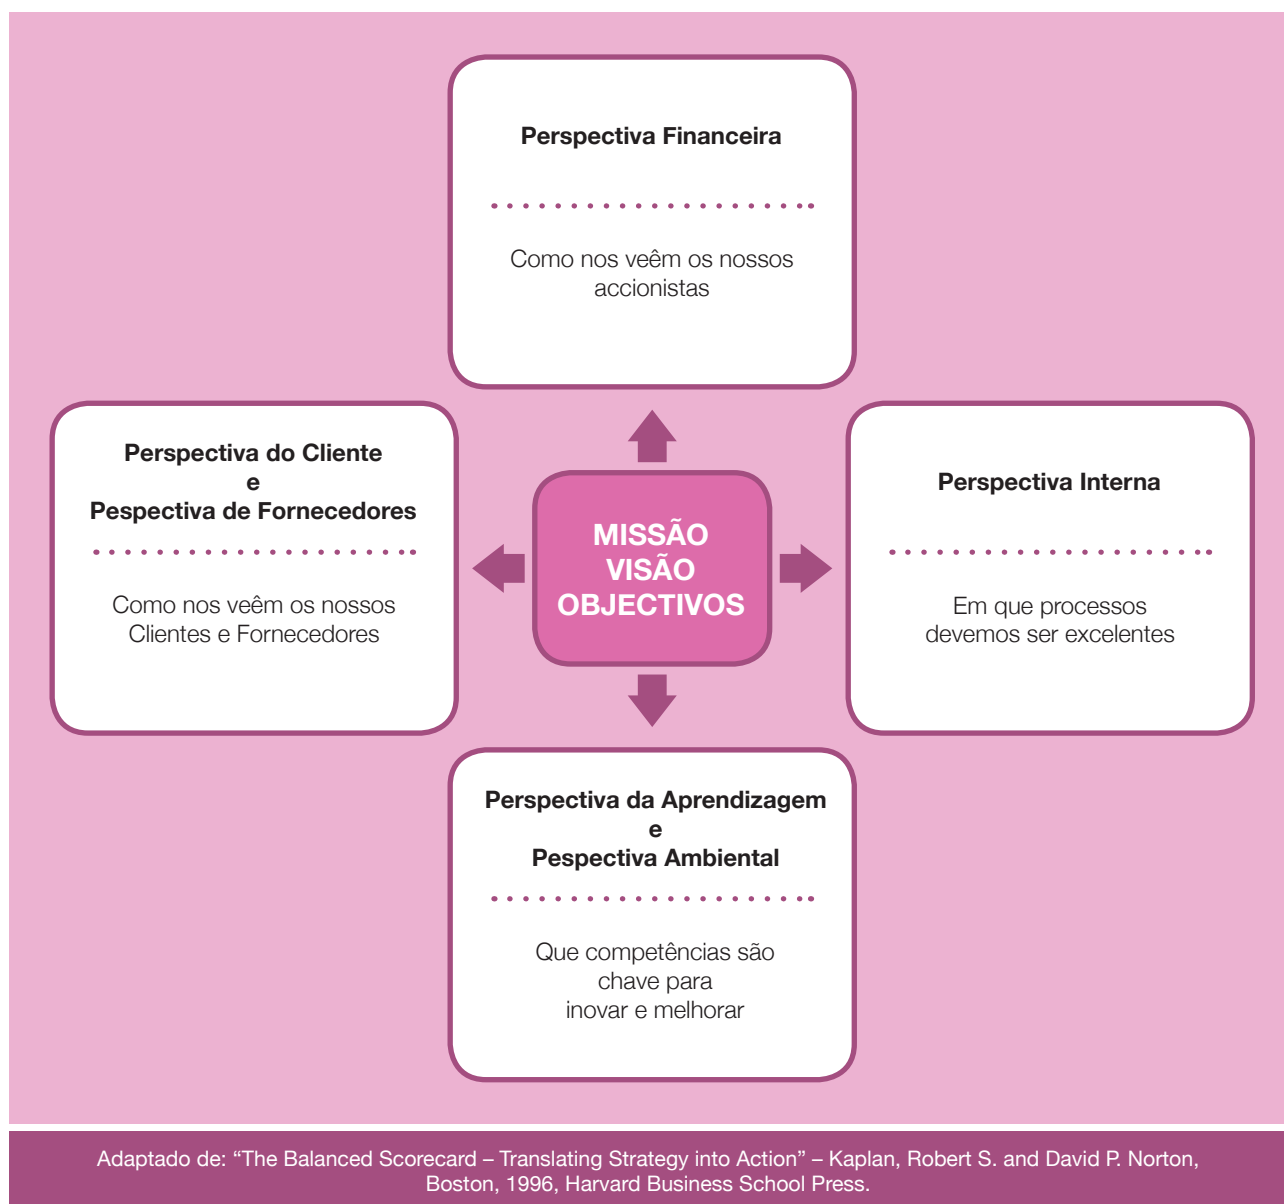 Perspectiva Financeira
Como nos veêm os nossos
accionistas
Perspectiva do Cliente
e
Pespectiva de Fornecedores
Como nos veêm os nossos
Clientes e Fornecedores
MISSÃO
VISÃO
OBJECTIVOS
Perspectiva Interna
Em que processos
devemos ser excelentes
Perspectiva da Aprendizagem
e
Pespectiva Ambiental
Que competências são
chave para
inovar e melhorar
Adaptado de: “The Balanced Scorecard – Translating Strategy into Action” – Kaplan, Robert S. and David P. Norton,
Boston, 1996, Harvard Business School Press.